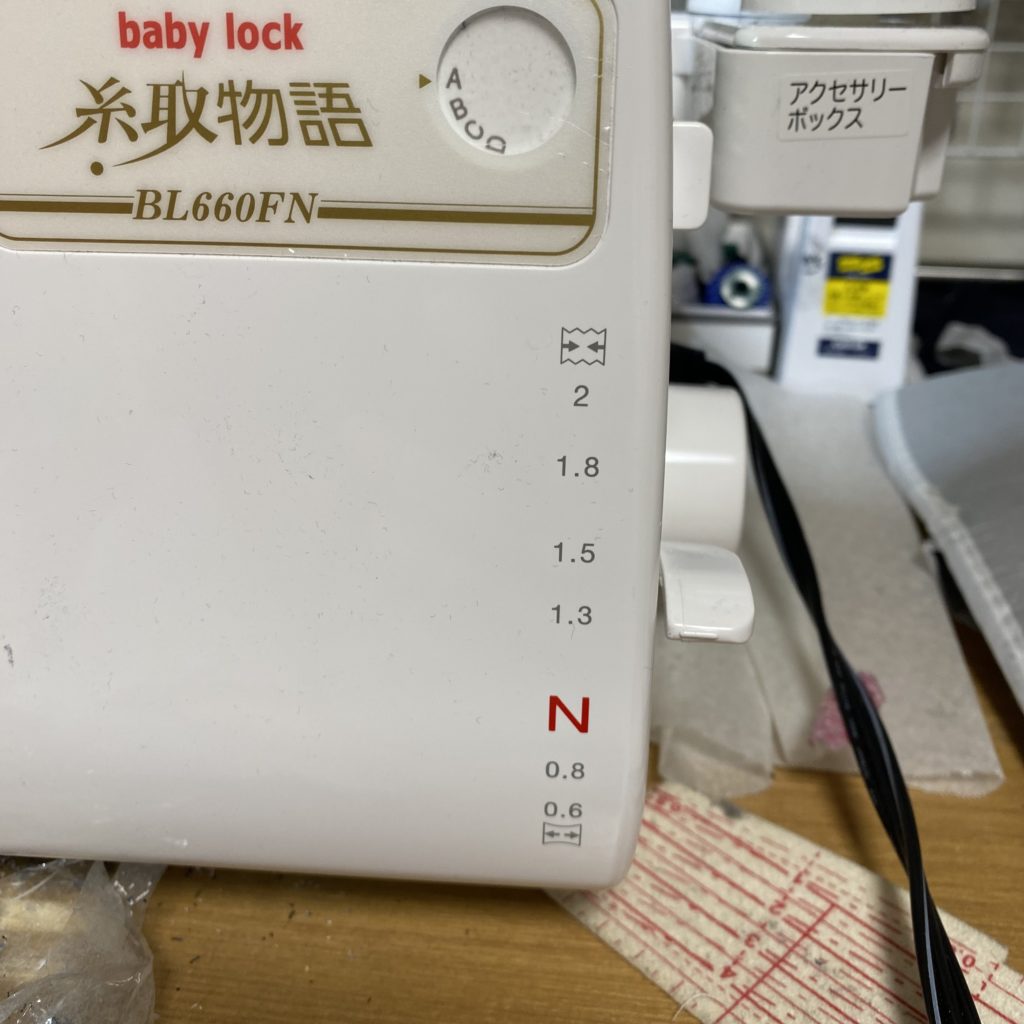 baby lock
糸取物語
BL660FN
A
B
C
D
アクセサリー
ボックス
2
1.8
1.5
1.3
N
0.8
0.6